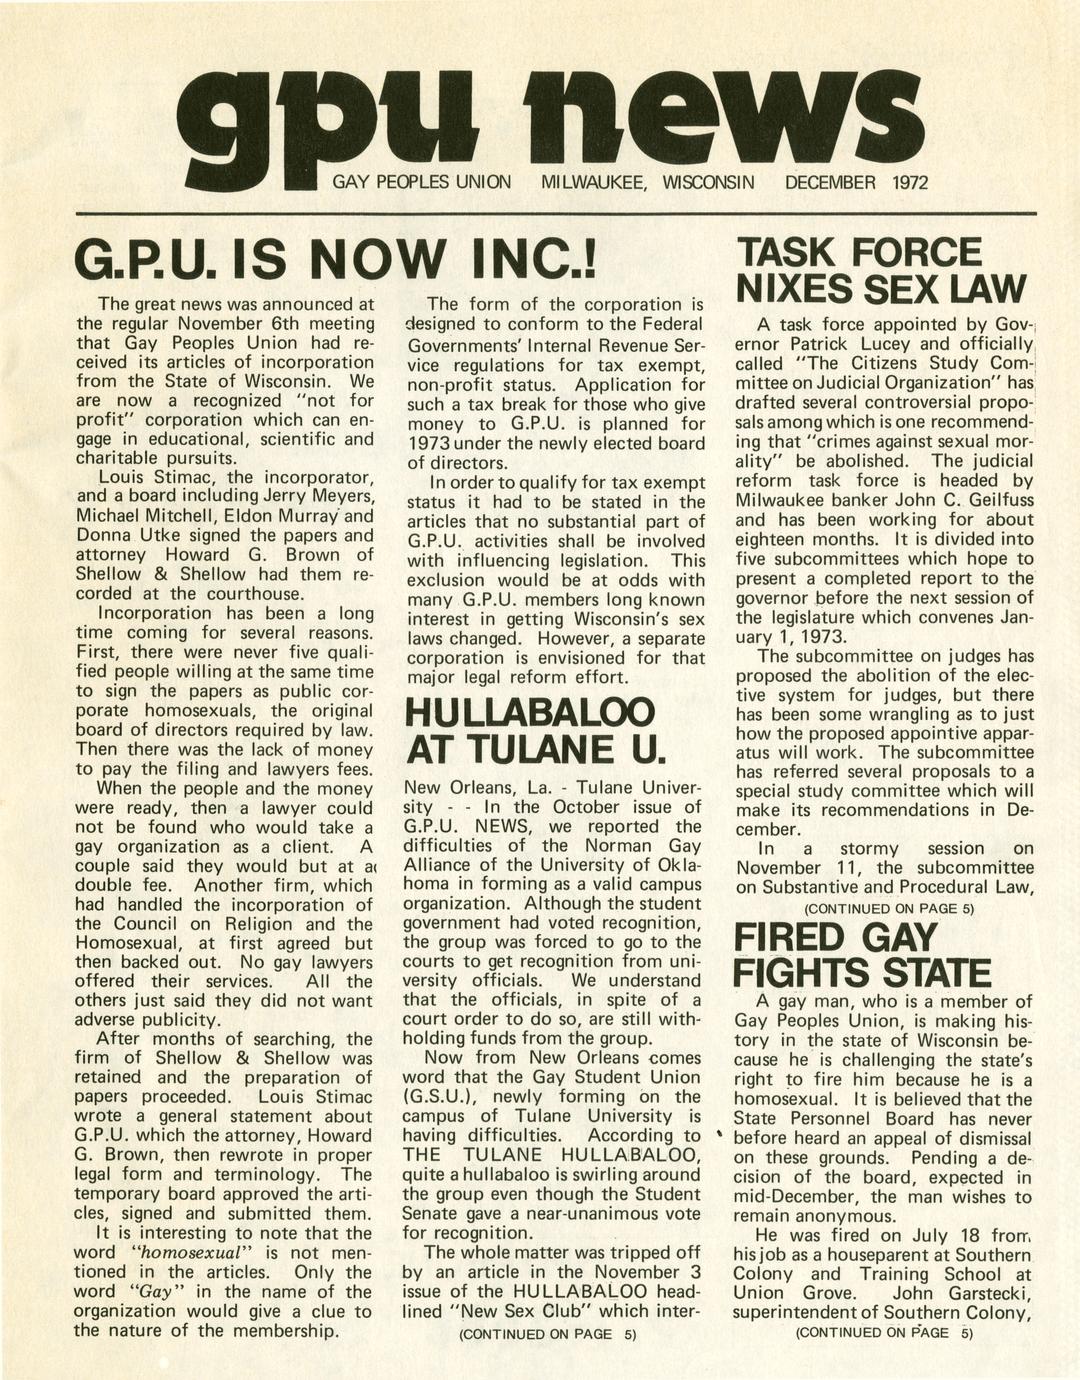 gpu news
GAY PEOPLES UNION MILWAUKEE, WISCONSIN DECEMBER 1972
G.P.U. IS NOW INC.!
The great news was announced at
the regular November 6th meeting
that Gay Peoples Union had re-
ceived its articles of incorporation
from the State of Wisconsin. We
are now a recognized "not for
profit" corporation which can en-
gage in educational, scientific and
charitable pursuits.
Louis Stimac, the incorporator,
and a board including Jerry Meyers,
Michael Mitchell, Eldon Murray and
Donna Utke signed the papers and
attorney Howard G. Brown of
Shellow & Shellow had them re-
corded at the courthouse.
Incorporation has been a long
time coming for several reasons.
First, there were never five quali-
fied people willing at the same time
to sign the papers as public cor-
porate homosexuals, the original
board of directors required by law.
Then there was the lack of money
to pay the filing and lawyers fees.
When the people and the money
were ready, then a lawyer could
not be found who would take a
gay organization as a client. A
couple said they would but at a
double fee. Another firm, which
had handled the incorporation of
the Council on Religion and the
Homosexual, at first agreed but
then backed out. No gay lawyers
offered their services. All the
others just said they did not want
adverse publicity.
After months of searching, the
firm of Shellow & Shellow was
retained and the preparation of
papers proceeded. Louis Stimac
wrote a general statement about
G.P.U. which the attorney, Howard
G. Brown, then rewrote in proper
legal form and terminology. The
temporary board approved the arti-
cles, signed and submitted them.
It is interesting to note that the
word "homosexual" is not men-
tioned in the articles. Only the
word "Gay" in the name of the
organization would give a clue to
the nature of the membership.
The form of the corporation is
designed to conform to the Federal
Governments' Internal Revenue Ser-
vice regulations for tax exempt,
non-profit status. Application for
such a tax break for those who give
money to G.P.U. is planned for
1973 under the newly elected board
of directors.
In order to qualify for tax exempt
status it had to be stated in the
articles that no substantial part of
G.P.U. activities shall be involved
with influencing legislation. This
exclusion would be at odds with
many G.P.U. members long known
interest in getting Wisconsin's sex
laws changed. However, a separate
corporation is envisioned for that
major legal reform effort.
HULLABALOO
AT TULANE U.
New Orleans, La. - Tulane Univer-
sity - - In the October issue of
G.P.U. NEWS, we reported the
difficulties of the Norman Gay
Alliance of the University of Okla-
homa in forming as a valid campus
organization. Although the student
government had voted recognition,
the group was forced to go to the
courts to get recognition from uni-
versity officials. We understand
that the officials, in spite of a
court order to do so, are still with-
holding funds from the group.
Now from New Orleans comes
word that the Gay Student Union
(G.S.U.), newly forming on the
campus of Tulane University is
having difficulties. According to
THE TULANE HULLABALOO,
quite a hullabaloo is swirling around
the group even though the Student
Senate gave a near-unanimous vote
for recognition.
The whole matter was tripped off
by an article in the November 3
issue of the HULLABALOO head-
lined "New Sex Club" which inter-
(CONTINUED ON PAGE 5)
TASK FORCE
NIXES SEX LAW
A task force appointed by Gov-
ernor Patrick Lucey and officially
called "The Citizens Study Com-
mittee on Judicial Organization" has
drafted several controversial propo-
sals among which is one recommend-
ing that "crimes against sexual mor-
ality" be abolished. The judicial
reform task force is headed by
Milwaukee banker John C. Geilfuss
and has been working for about
eighteen months. It is divided into
five subcommittees which hope to
present a completed report to the
governor before the next session of
the legislature which convenes Jan-
uary 1, 1973.
The subcommittee on judges has
proposed the abolition of the elec-
tive system for judges, but there
has been some wrangling as to just
how the proposed appointive appar-
atus will work. The subcommittee
has referred several proposals to a
special study committee which will
make its recommendations in De-
cember.
In a stormy session on
November 11, the subcommittee
on Substantive and Procedural Law,
(CONTINUED ON PAGE 5)
FIRED GAY
FIGHTS STATE
A gay man, who is a member of
Gay Peoples Union, is making his-
tory in the state of Wisconsin be-
cause he is challenging the state's
right to fire him because he is a
homosexual. It is believed that the
State Personnel Board has never
before heard an appeal of dismissal
on these grounds. Pending a de-
cision of the board, expected in
mid-December, the man wishes to
remain anonymous.
He was fired on July 18 from
his job as a houseparent at Southern
Colony and Training School at
Union Grove. John Garstecki,
superintendent of Southern Colony,
(CONTINUED ON PAGE 5)